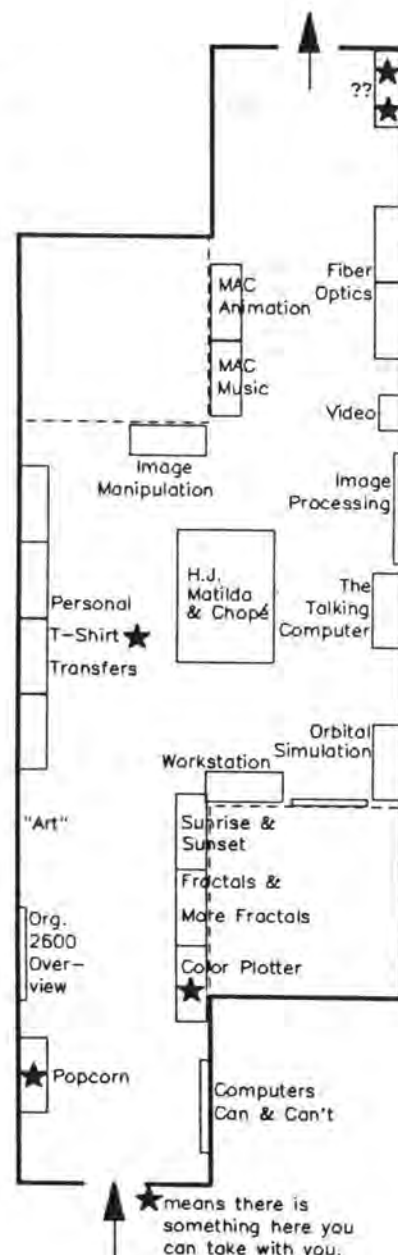 ??
MAC
Animation
MAC
Music
Fiber
Optics
Video
Image
Manipulation
Image
Processing
H.J.
Matilda
& Chopé
The
Talking
Computer
Personal
T-Shirt
Transfers
Orbital
Simulation
Workstation
"Art"
Sunrise &
Sunset
Fractals &
More Fractals
Org.
2600
Over-
view
Color Plotter
Popcorn
Computers
Can & Can't
means there is
something here you
can take with you.